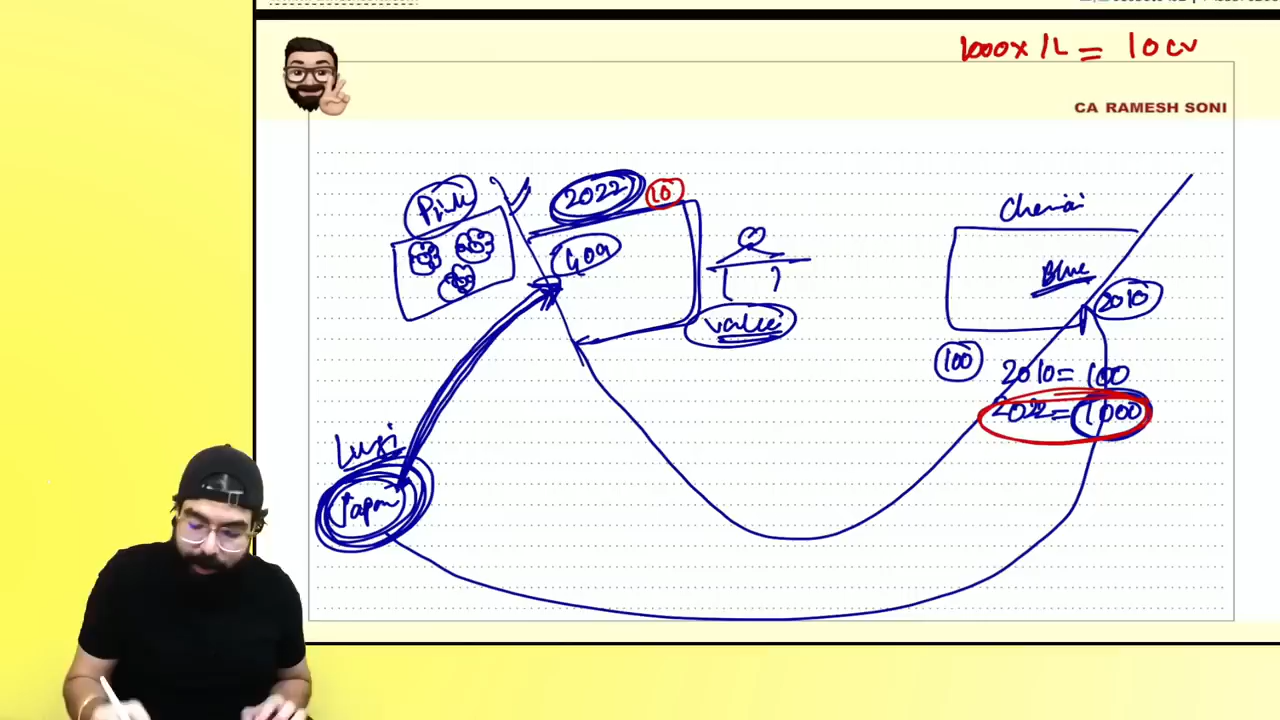 1000 x 1L = 10 cr
CA RAMESH SONI
Pink
2022
10
Goa
Value
Chennai
Blue
2010
100
2010 = 100
2022 = 1000
Luxi
Japan